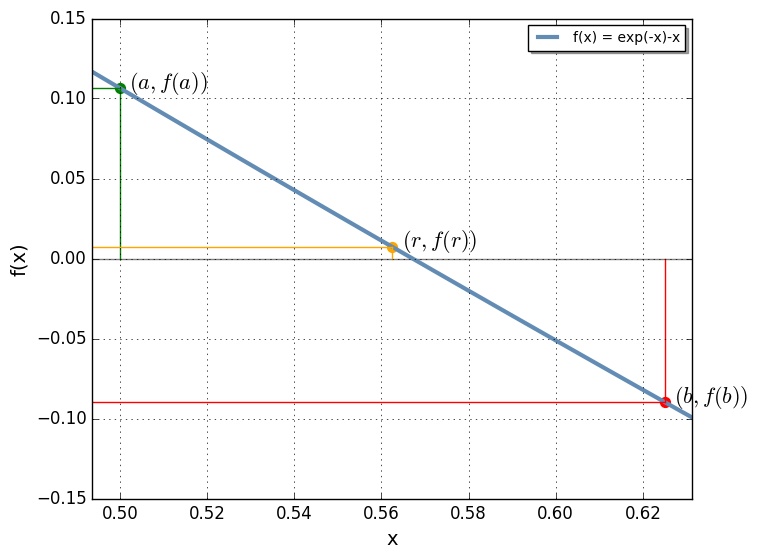 0.15
f(x) = exp(-x)-x
(a, f(a))
0.10
0.05
(r, f(r))
0.00
f(x)
−0.05
(b, f(b))
−0.10
−0.15
0.50 0.52 0.54 0.56 0.58 0.60 0.62
x